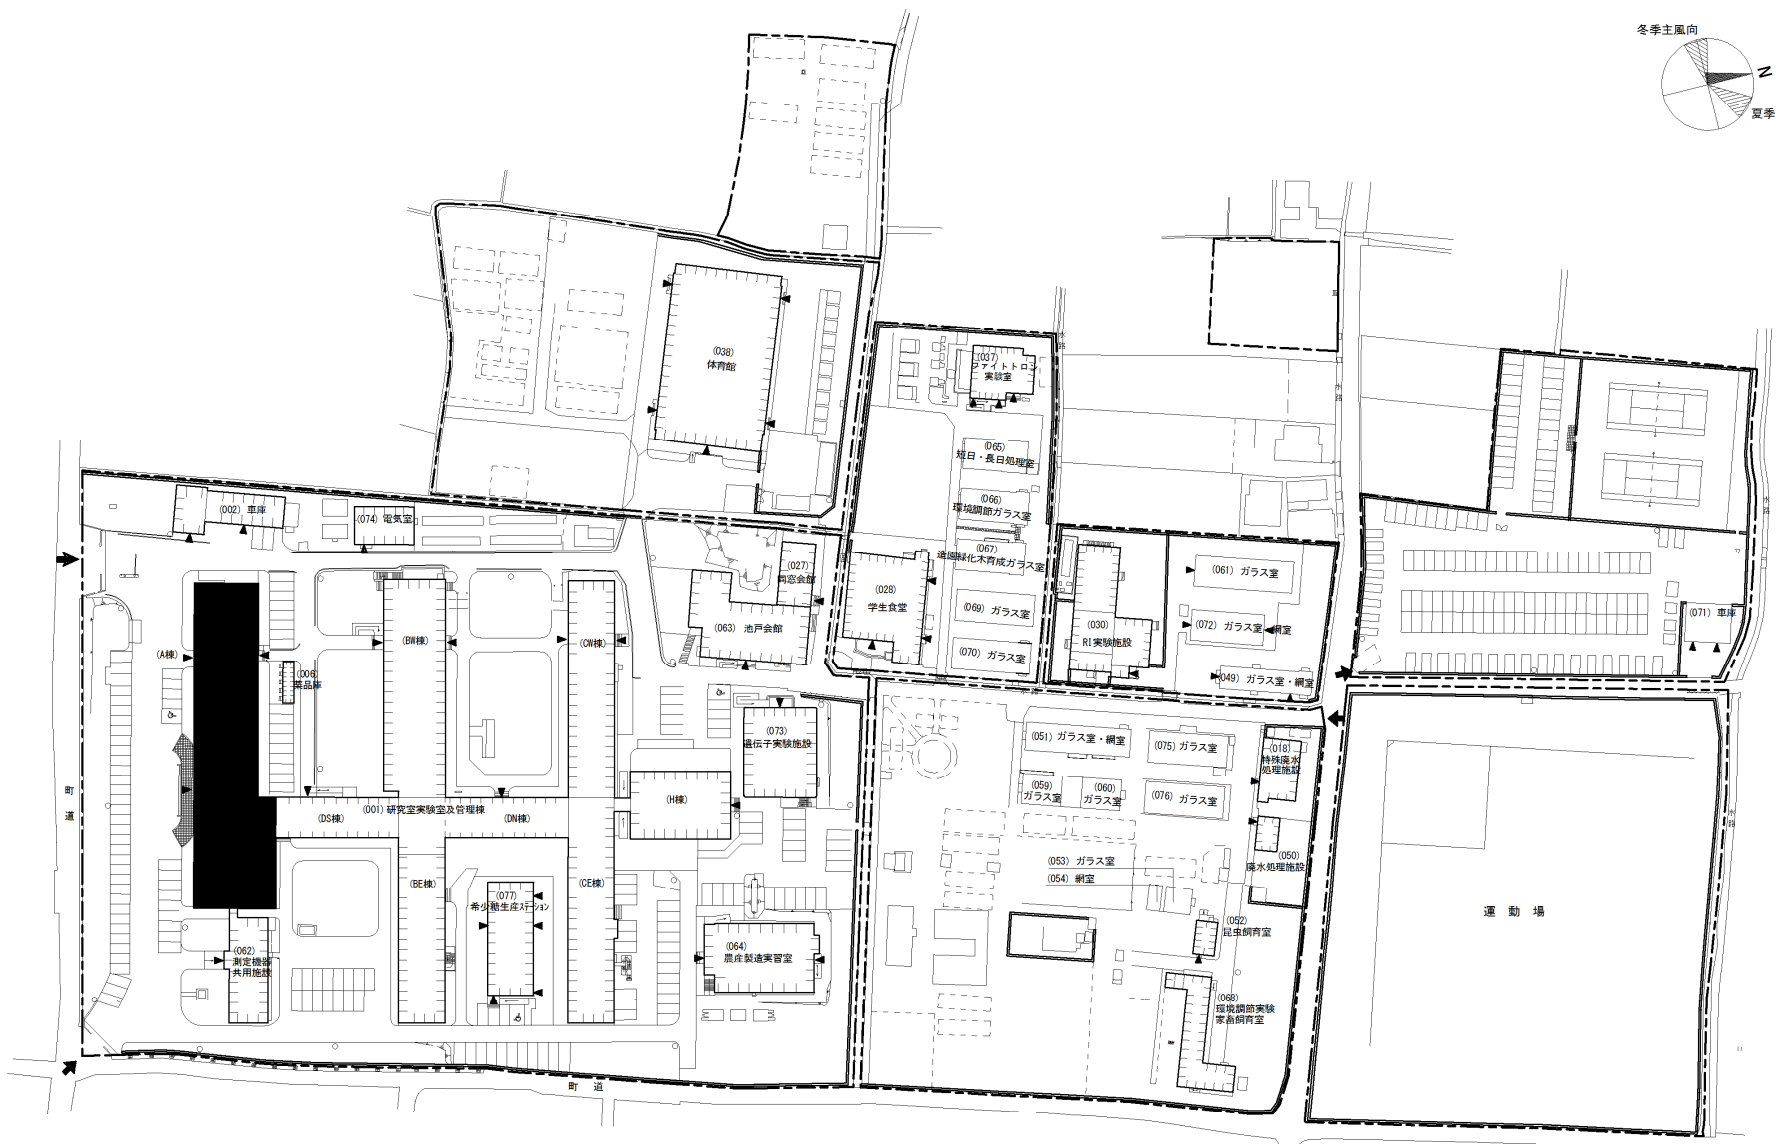 冬季主風向
N
夏季
(038)
体育館
水路
(037)
ファイトトロン
実験室
水路
(065)
短日・長日処理室
(066)
環境調節ガラス室
(067)
造園緑化木育成ガラス室
(002) 車庫
(074) 電気室
(027)
同窓会館
(063) 池戸会館
(028)
学生食堂
(069) ガラス室
(070) ガラス室
(030)
RI実験施設
(061) ガラス室
(072) ガラス室・網室
(049) ガラス室・網室
(071) 車庫
水路
(A棟)
(006)
薬品庫
(BW棟)
(CW棟)
(073)
遺伝子実験施設
(051) ガラス室・網室
(075) ガラス室
(018)
特殊廃水
処理施設
(059)
ガラス室
(060)
ガラス室
(076) ガラス室
町道
(001) 研究室実験室及管理棟
(DS棟)
(DN棟)
(H棟)
水路
(050)
廃水処理施設
(053) ガラス室
(054) 網室
(BE棟)
(CE棟)
(077)
希少糖生産ステーション
(052)
昆虫飼育室
運動場
(062)
測定機器
共用施設
(064)
農産製造実習室
(068)
環境調節実験
家畜飼育室
町道